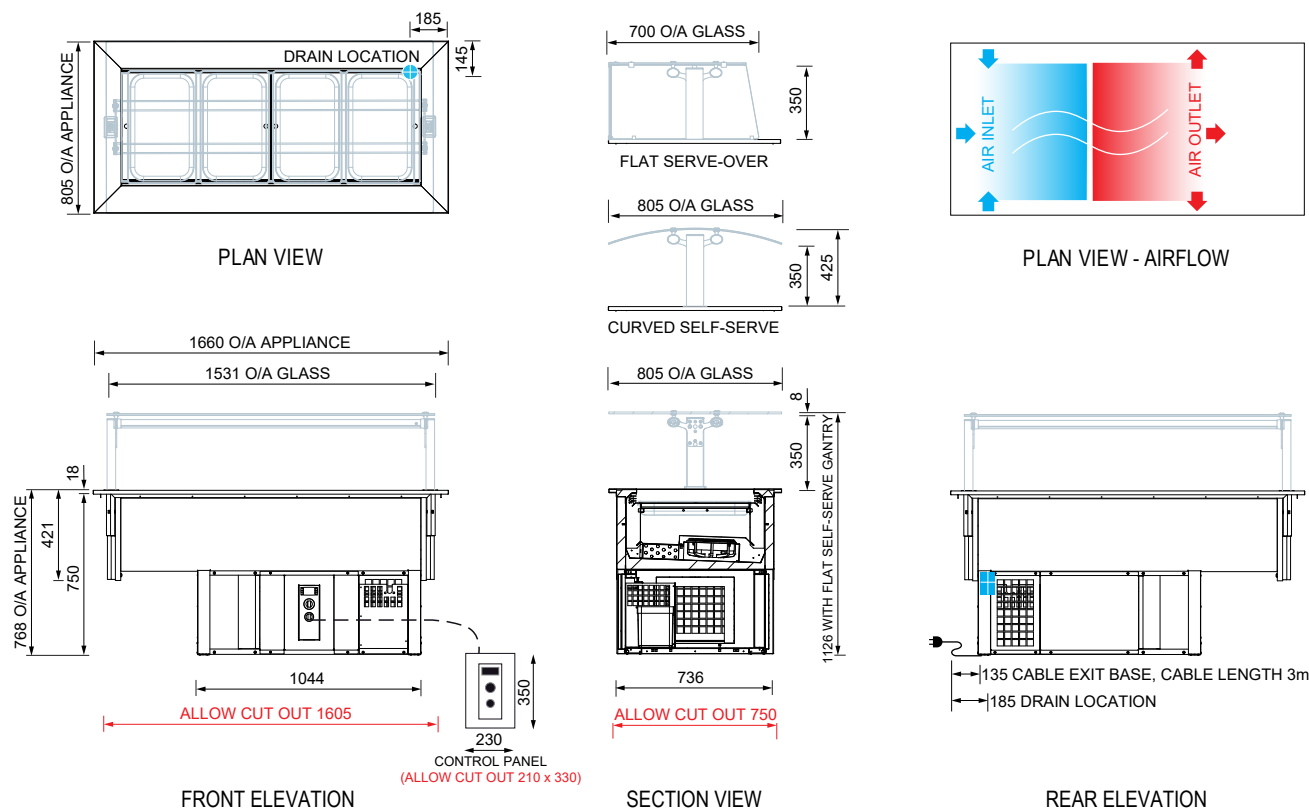 185
DRAIN LOCATION
145
805 O/A APPLIANCE
PLAN VIEW
700 O/A GLASS
350
FLAT SERVE-OVER
805 O/A GLASS
350
425
CURVED SELF-SERVE
AIR INLET
AIR OUTLET
PLAN VIEW - AIRFLOW
1660 O/A APPLIANCE
1531 O/A GLASS
18
768 O/A APPLIANCE
421
750
1044
ALLOW CUT OUT 1605
350
230
CONTROL PANEL
(ALLOW CUT OUT 210 x 330)
FRONT ELEVATION
805 O/A GLASS
8
350
1126 WITH FLAT SELF-SERVE GANTRY
736
ALLOW CUT OUT 750
SECTION VIEW
135 CABLE EXIT BASE, CABLE LENGTH 3m
185 DRAIN LOCATION
REAR ELEVATION